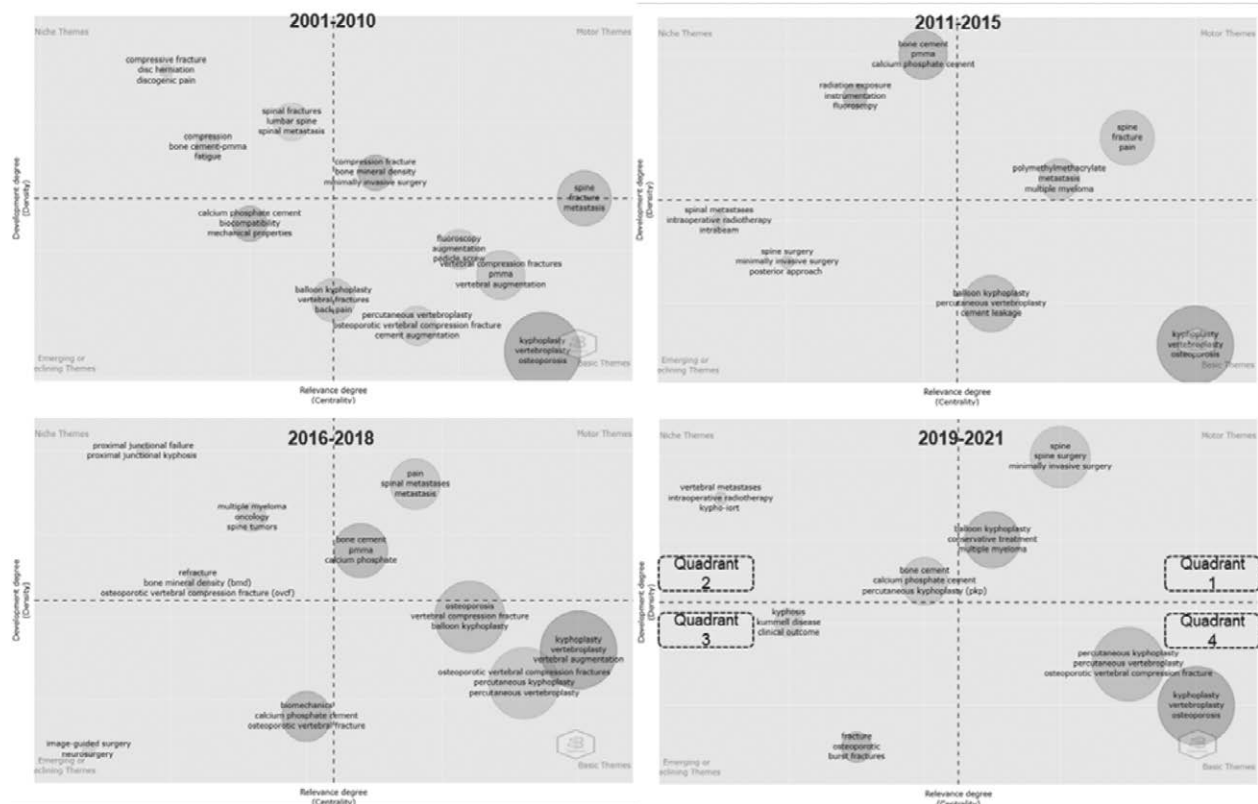 2001-2010
Niche Themes
Motor Themes
compressive fracture
disc herniation
discogenic pain
spinal fractures
lumbar spine
spinal metastasis
compression
bone cement-pmma
fatigue
compression fracture
bone mineral density
minimally invasive surgery
spine
fracture
metastasis
calcium phosphate cement
biocompatibility
mechanical properties
fluoroscopy
augmentation
pedicle screw
vertebral compression fractures
pmma
vertebral augmentation
balloon kyphoplasty
vertebral fractures
back pain
percutaneous vertebroplasty
osteoporotic vertebral compression fracture
cement augmentation
kyphoplasty
vertebroplasty
osteoporosis
Emerging or
eclining Themes
Basic Themes
Development degree
(Density)
Relevance degree
(Centrality)
2011-2015
Niche Themes
Motor Themes
bone cement
pmma
calcium phosphate cement
radiation exposure
instrumentation
fluoroscopy
spine
fracture
pain
polymethylmethacrylate
metastasis
multiple myeloma
spinal metastases
intraoperative radiotherapy
intrabeam
spine surgery
minimally invasive surgery
posterior approach
balloon kyphoplasty
percutaneous vertebroplasty
cement leakage
kyphoplasty
vertebroplasty
osteoporosis
Emerging or
eclining Themes
Basic Themes
Development degree
(Density)
Relevance degree
(Centrality)
2016-2018
Niche Themes
Motor Themes
proximal junctional failure
proximal junctional kyphosis
pain
spinal metastases
metastasis
multiple myeloma
oncology
spine tumors
bone cement
pmma
calcium phosphate
refracture
bone mineral density (bmd)
osteoporotic vertebral compression fracture (ovcf)
osteoporosis
vertebral compression fracture
balloon kyphoplasty
kyphoplasty
vertebroplasty
vertebral augmentation
osteoporotic vertebral compression fractures
percutaneous kyphoplasty
percutaneous vertebroplasty
biomechanical
calcium phosphate cement
osteoporotic vertebral fracture
image-guided surgery
neurosurgery
Emerging or
eclining Themes
Basic Themes
Development degree
(Density)
Relevance degree
(Centrality)
2019-2021
Niche Themes
Motor Themes
spine
spine surgery
minimally invasive surgery
vertebral metastases
intraoperative radiotherapy
kypho-iort
balloon kyphoplasty
conservative treatment
multiple myeloma
Quadrant
2
bone cement
calcium phosphate cement
percutaneous kyphoplasty (pkp)
Quadrant
1
Quadrant
3
kyphosis
kummell disease
clinical outcome
Quadrant
4
percutaneous kyphoplasty
percutaneous vertebroplasty
osteoporotic vertebral compression fracture
kyphoplasty
vertebroplasty
osteoporosis
fracture
osteoporotic
burst fractures
Emerging or
eclining Themes
Basic Themes
Development degree
(Density)
Relevance degree
(Centrality)